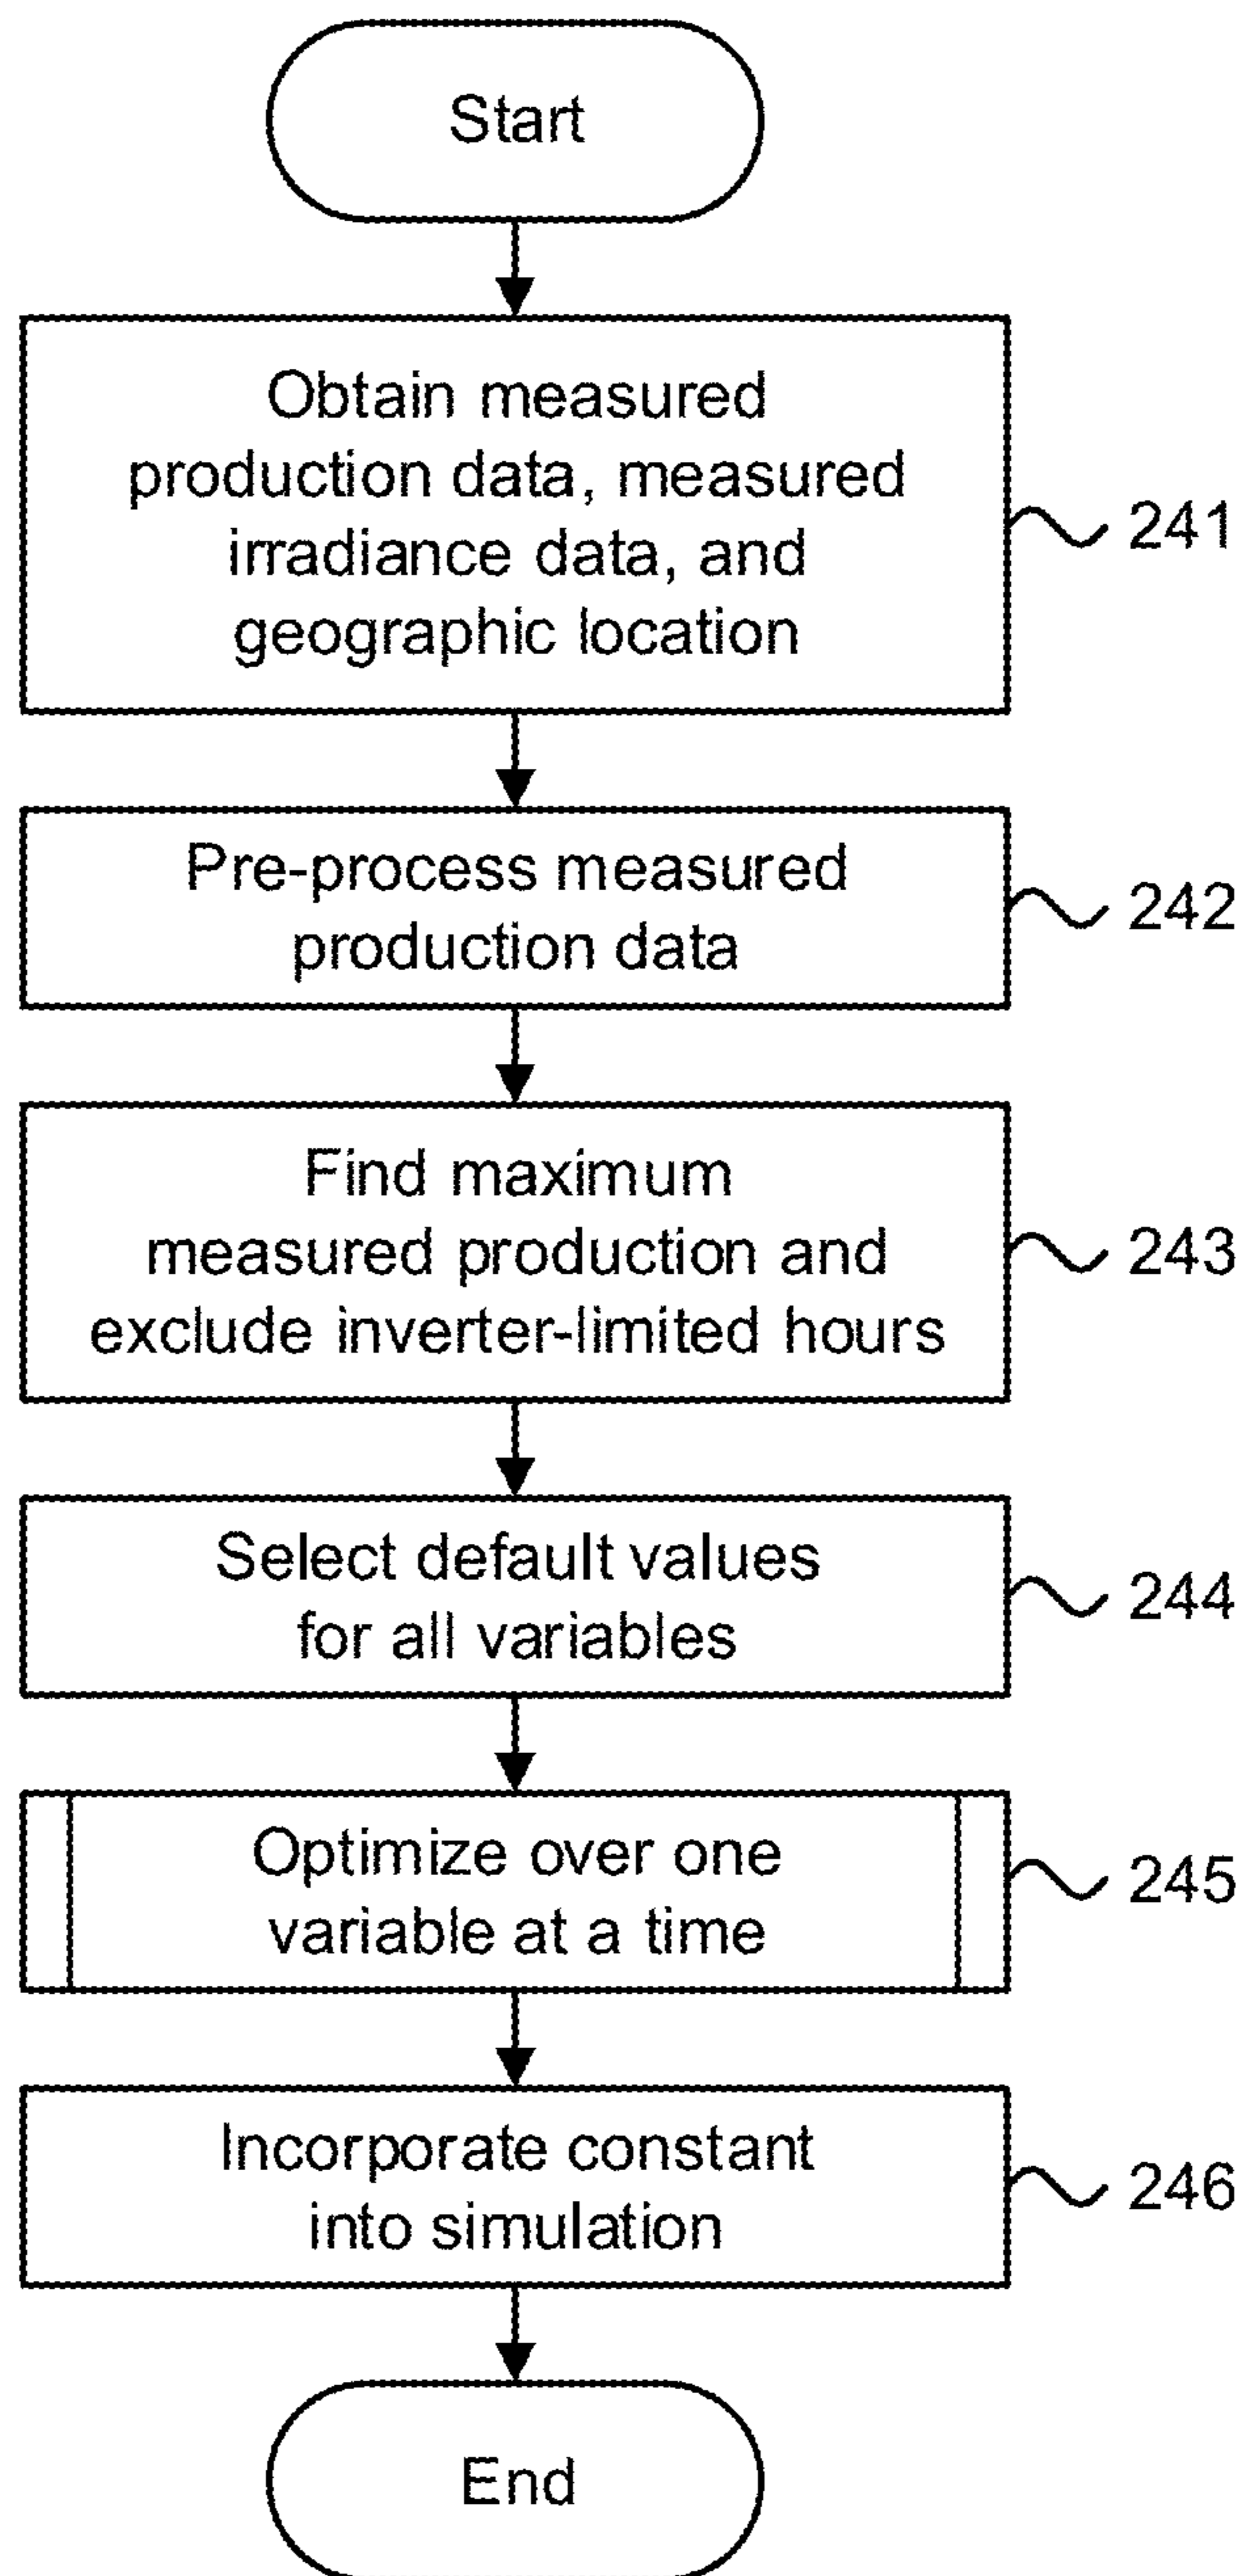 Start
Obtain measured
production data, measured
irradiance data, and
geographic location
241
Pre-process measured
production data
242
Find maximum
measured production and
exclude inverter-limited hours
243
Select default values
for all variables
244
Optimize over one
variable at a time
245
Incorporate constant
into simulation
246
End